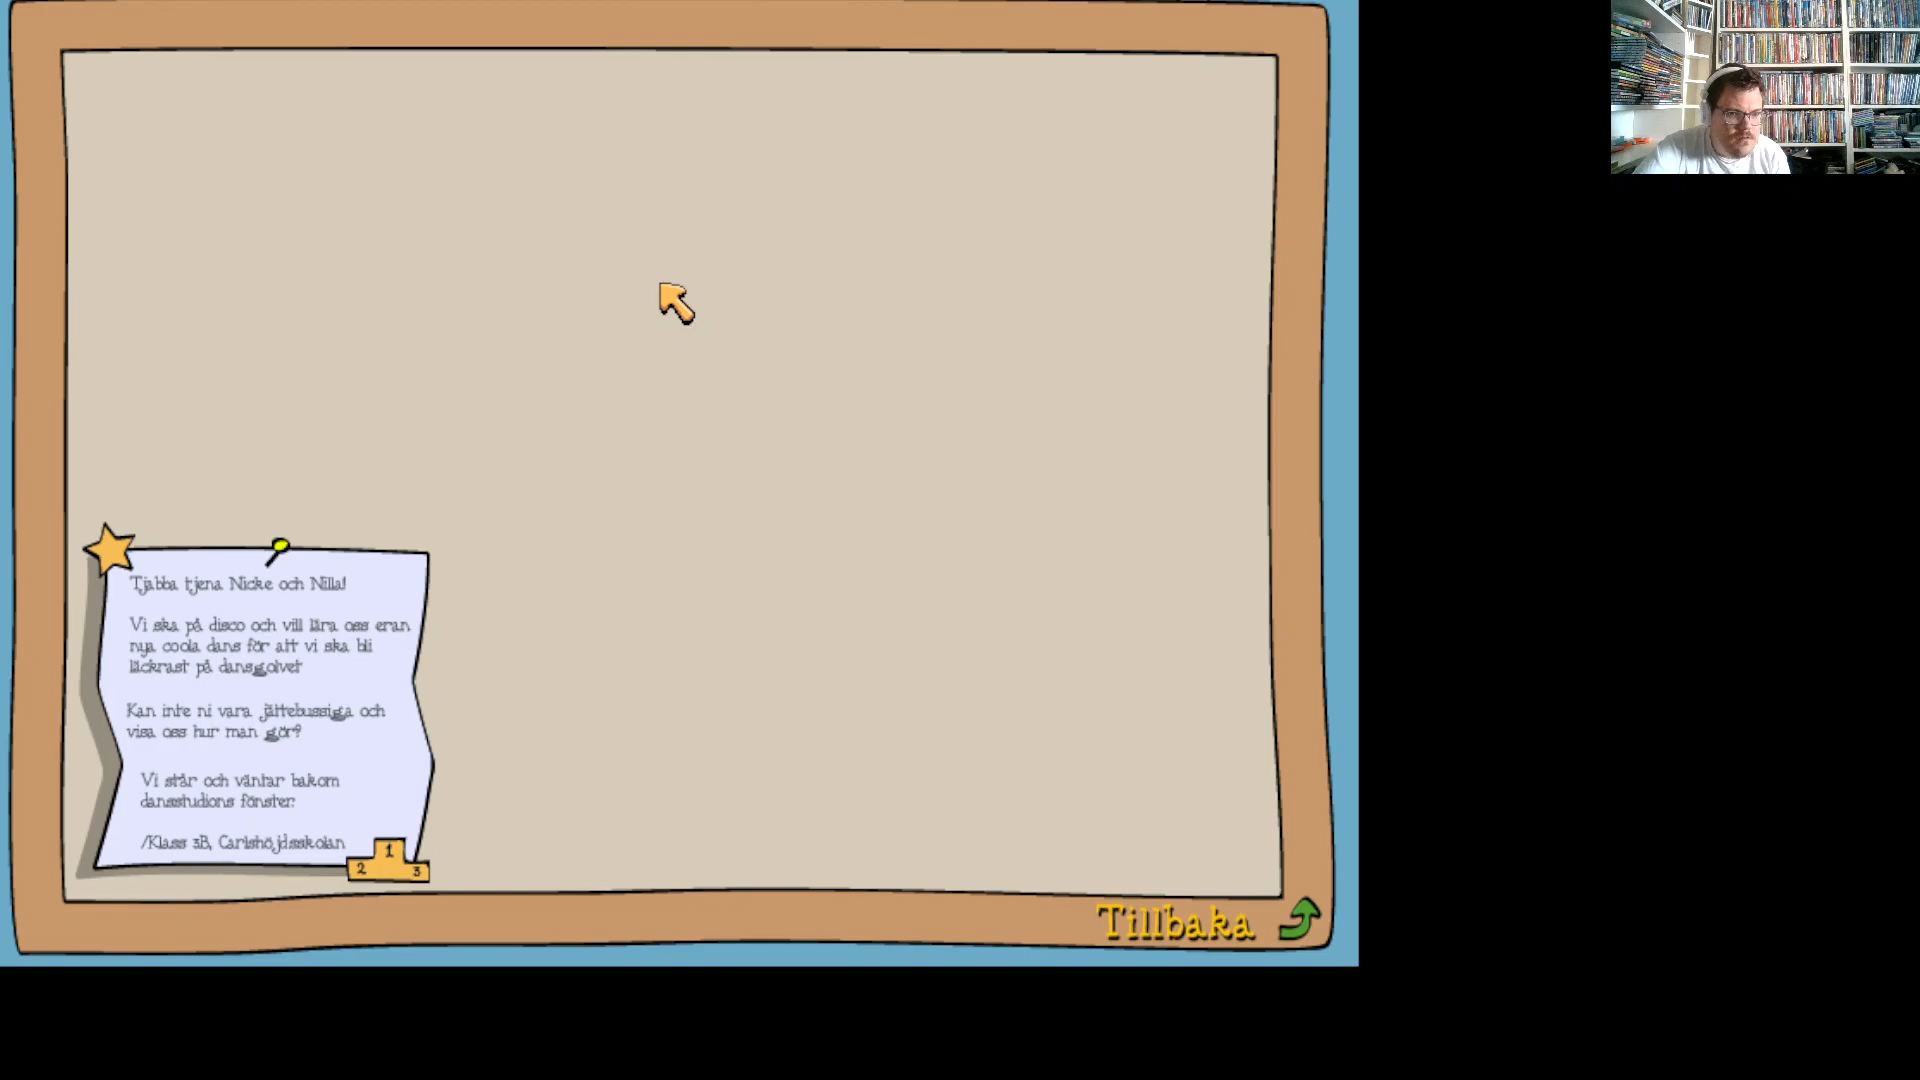 Tjabba tjena Nicke och Nilla!
Vi ska på disco och vill lära oss eran
nya coola dans för att vi ska bli
läckrast på dansgolvet
Kan inte ni vara jättebussiga och
visa oss hur man gör?
Vi står och väntar bakom
dansstudions fönster.
/Klass 3B, Carlshöjdsskolan
1
2
3
Tillbaka